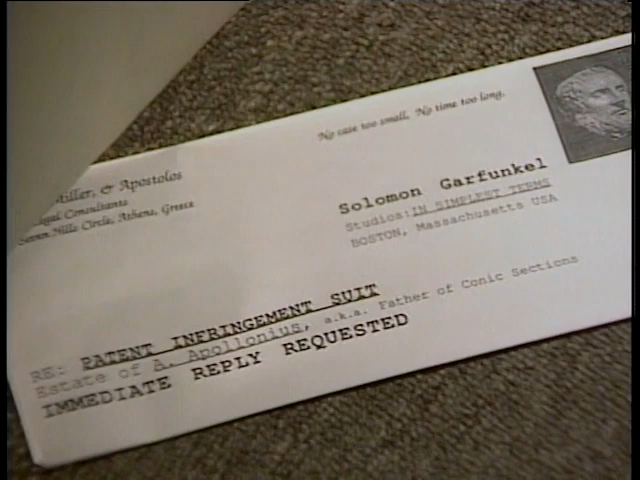 No case too small, No time too long.
Miller, & Apostolos
Legal Consultants
Seven Hills Circle, Athens, Greece
Solomon Garfunkel
Studios:IN SIMPLEST TERMS
BOSTON, Massachusetts USA
RE: PATENT INFRINGEMENT SUIT
Estate of A. Apollonius, a.k.a. Father of Conic Sections
IMMEDIATE REPLY REQUESTED